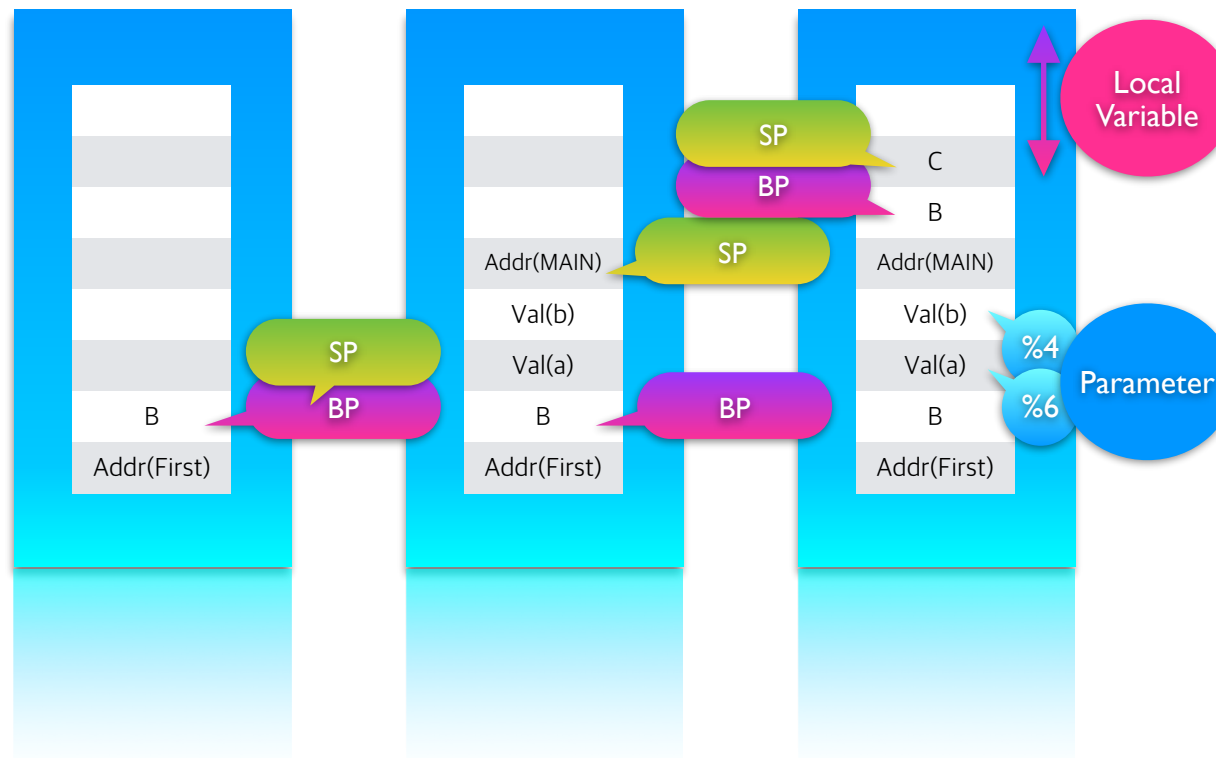 SP
BP
B
Addr(First)
SP
Addr(MAIN)
Val(b)
Val(a)
BP
B
Addr(First)
Local
Variable
SP
C
BP
B
Addr(MAIN)
Val(b)
%4
Val(a)
Parameter
%6
B
Addr(First)